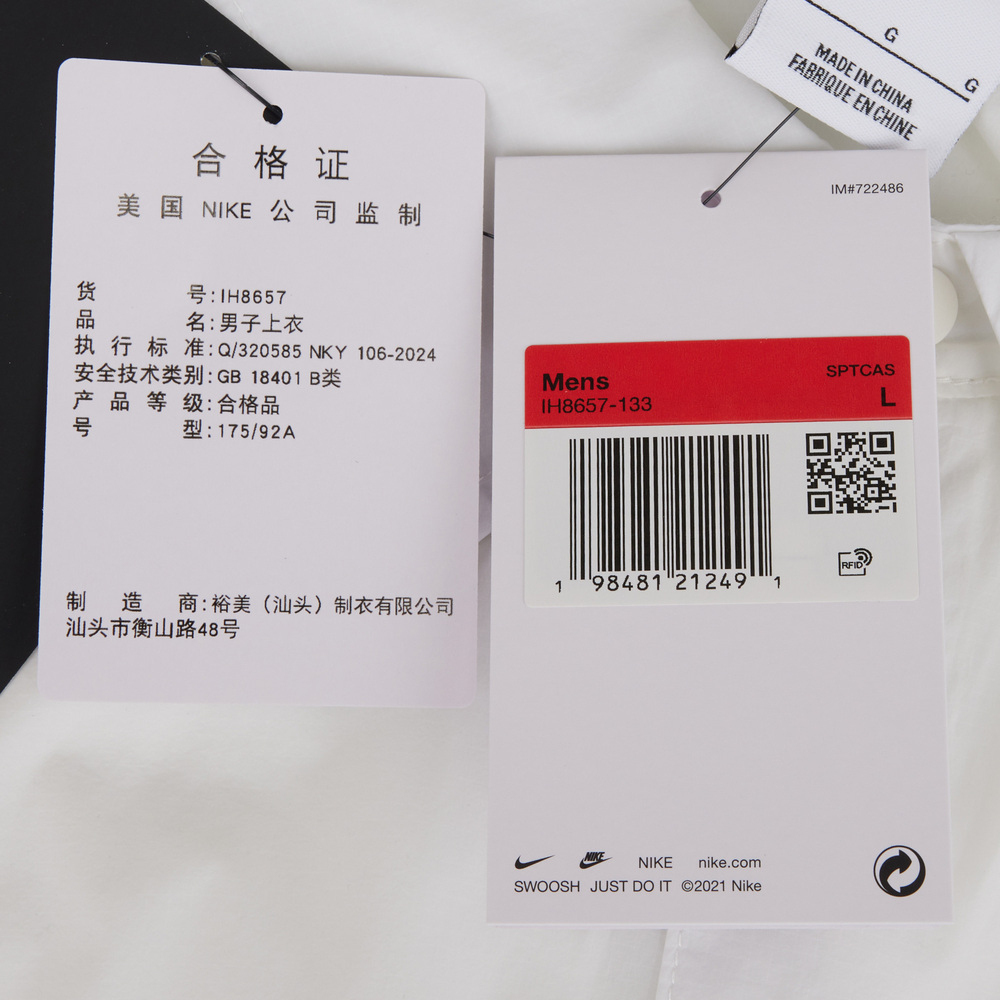 合格证
美国 NIKE 公司监制
货号:IH8657
品名:男子上衣
执行标准:Q/320585 NKY 106-2024
安全技术类别:GB 18401 B类
产品等级:合格品
号型:175/92A
制造商:裕美（汕头）制衣有限公司
汕头市衡山路48号
G
G
MADE IN CHINA
FABRIQUE EN CHINE
IM#722486
Mens
SPTCAS
IH8657-133
L
RFID
1 98481 21249 1
NIKE NIKE nike.com
SWOOSH JUST DO IT ©2021 Nike